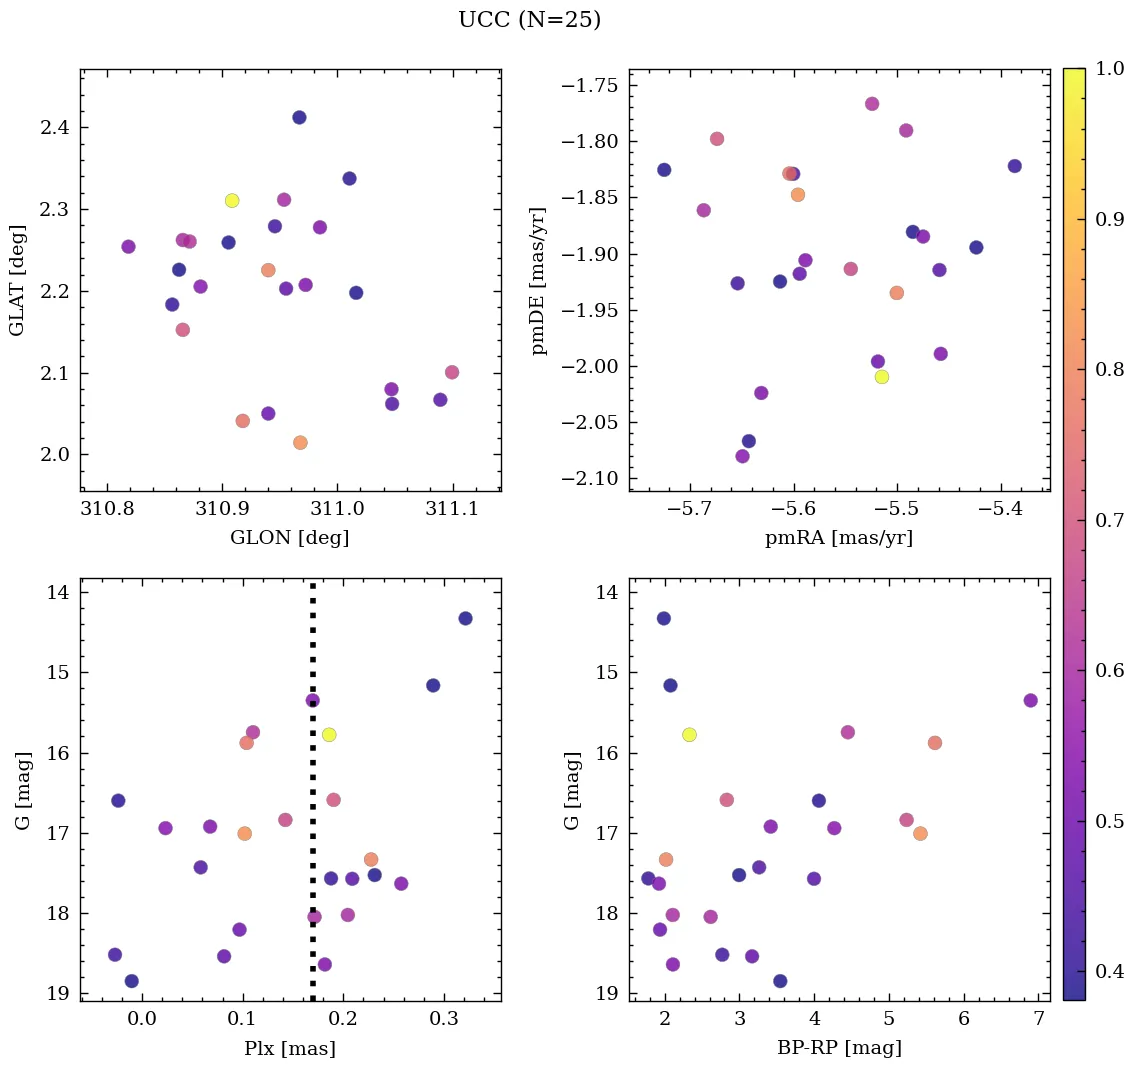 UCC (N=25)
2.4
2.3
2.2
2.1
2.0
GLAT [deg]
310.8 310.9 311.0 311.1
GLON [deg]
−1.75
−1.80
−1.85
−1.90
−1.95
−2.00
−2.05
−2.10
pmDE [mas/yr]
−5.7 −5.6 −5.5 −5.4
pmRA [mas/yr]
1.0
0.9
0.8
0.7
0.6
0.5
0.4
14
15
16
17
18
19
G [mag]
0.0 0.1 0.2 0.3
Plx [mas]
14
15
16
17
18
19
G [mag]
2 3 4 5 6 7
BP-RP [mag]